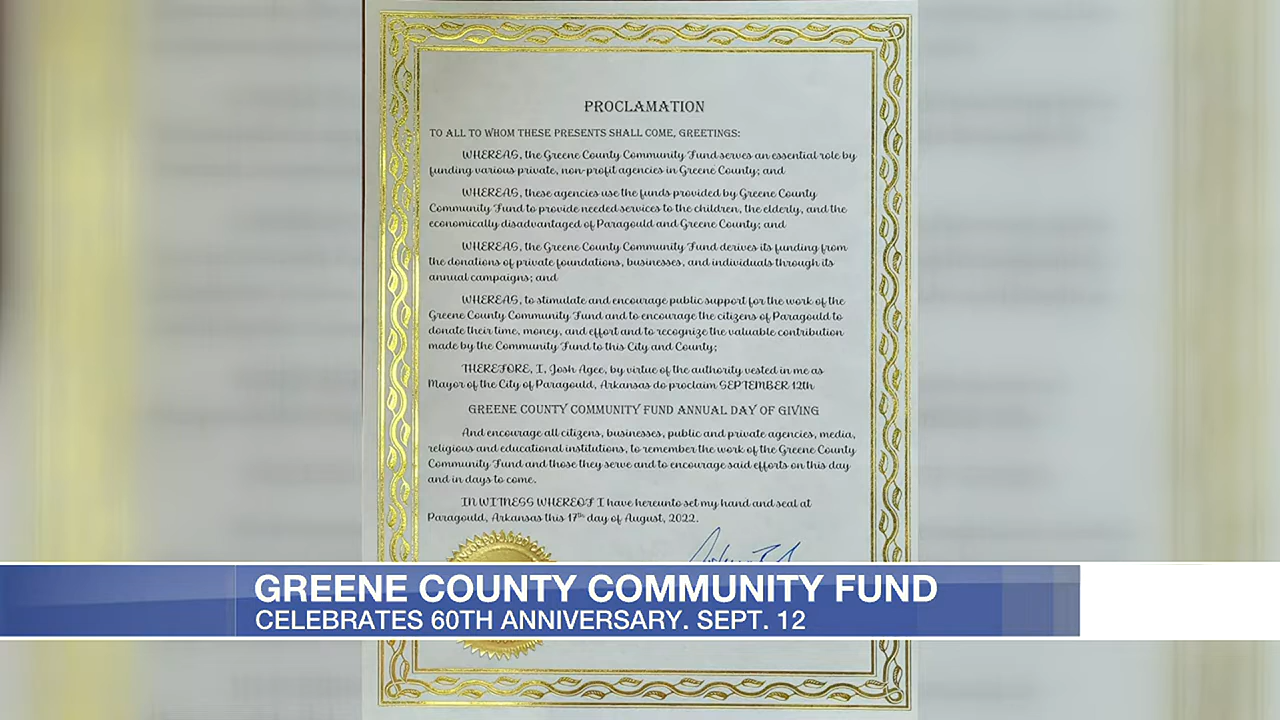 PROCLAMATION
TO ALL TO WHOM THESE PRESENTS SHALL COME, GREETINGS:
WHEREAS, the Greene County Community Fund serves an essential role by
funding various private, non-profit agencies in Greene County; and
WHEREAS, these agencies use the funds provided by Greene County
Community Fund to provide needed services to the children, the elderly, and the
economically disadvantaged of Paragould and Greene County; and
WHEREAS, the Greene County Community Fund derives its funding from
the donations of private foundations, businesses, and individuals through its
annual campaigns; and
WHEREAS, to stimulate and encourage public support for the work of the
Greene County Community Fund and to encourage the citizens of Paragould to
donate their time, money, and effort and to recognize the valuable contribution
made by the Community Fund to this City and County;
THEREFORE, I, Josh Agee, by virtue of the authority vested in me as
Mayor of the City of Paragould, Arkansas do proclaim SEPTEMBER 12th
GREENE COUNTY COMMUNITY FUND ANNUAL DAY OF GIVING
And encourage all citizens, businesses, public and private agencies, media,
religious and educational institutions, to remember the work of the Greene County
Community Fund and those they serve and to encourage said efforts on this day
and in days to come.
IN WITNESS WHEREOF I have hereunto set my hand and seal at
Paragould, Arkansas this 17th day of August, 2022.
GREENE COUNTY COMMUNITY FUND
CELEBRATES 60TH ANNIVERSARY. SEPT. 12